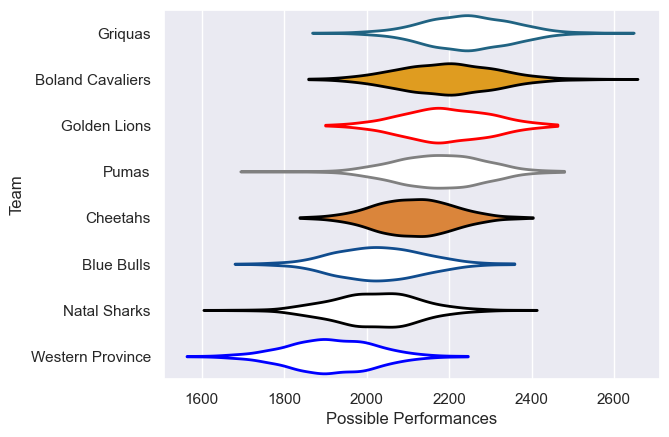 Griquas
Boland Cavaliers
Golden Lions
Pumas
Cheetahs
Blue Bulls
Natal Sharks
Western Province
Team
1600 1800 2000 2200 2400 2600
Possible Performances